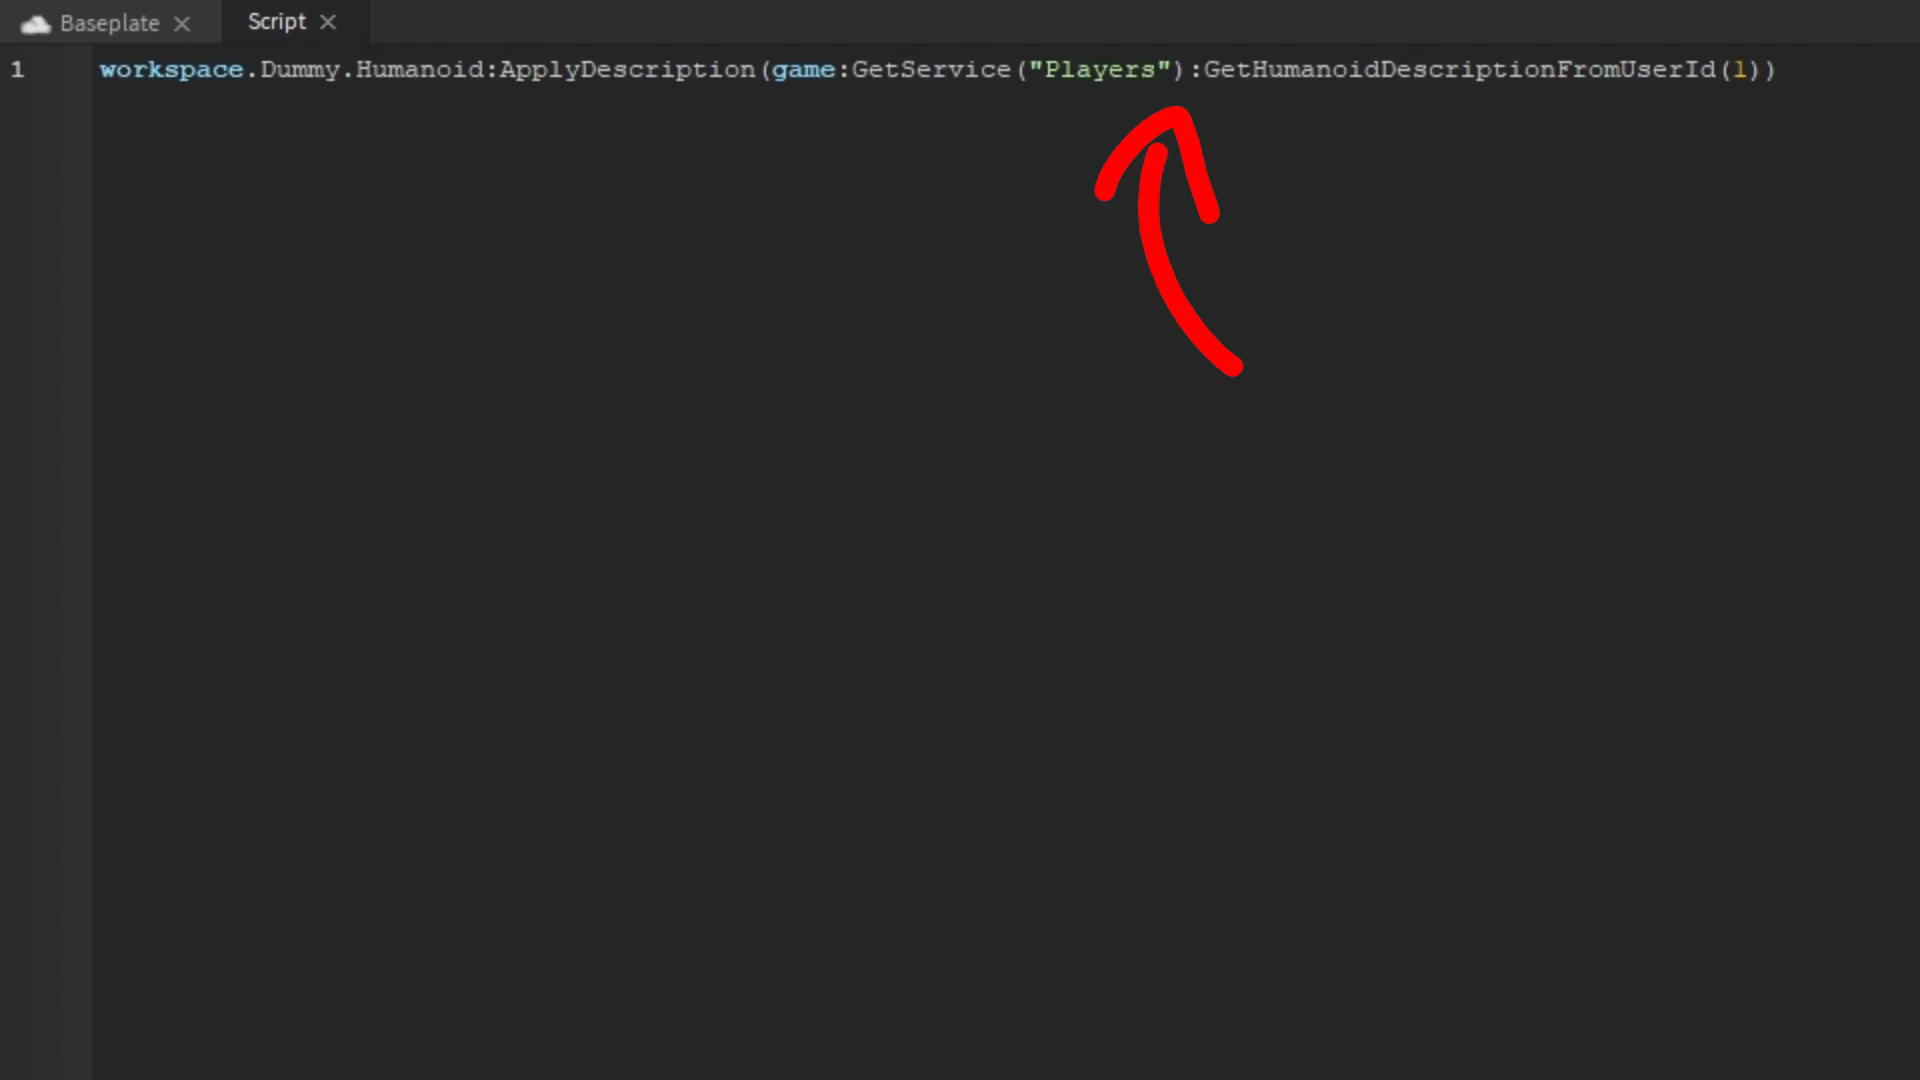 Baseplate ×
Script ×
1 workspace.Dummy.Humanoid:ApplyDescription(game:GetService("Players"):GetHumanoidDescriptionFromUserId(1))